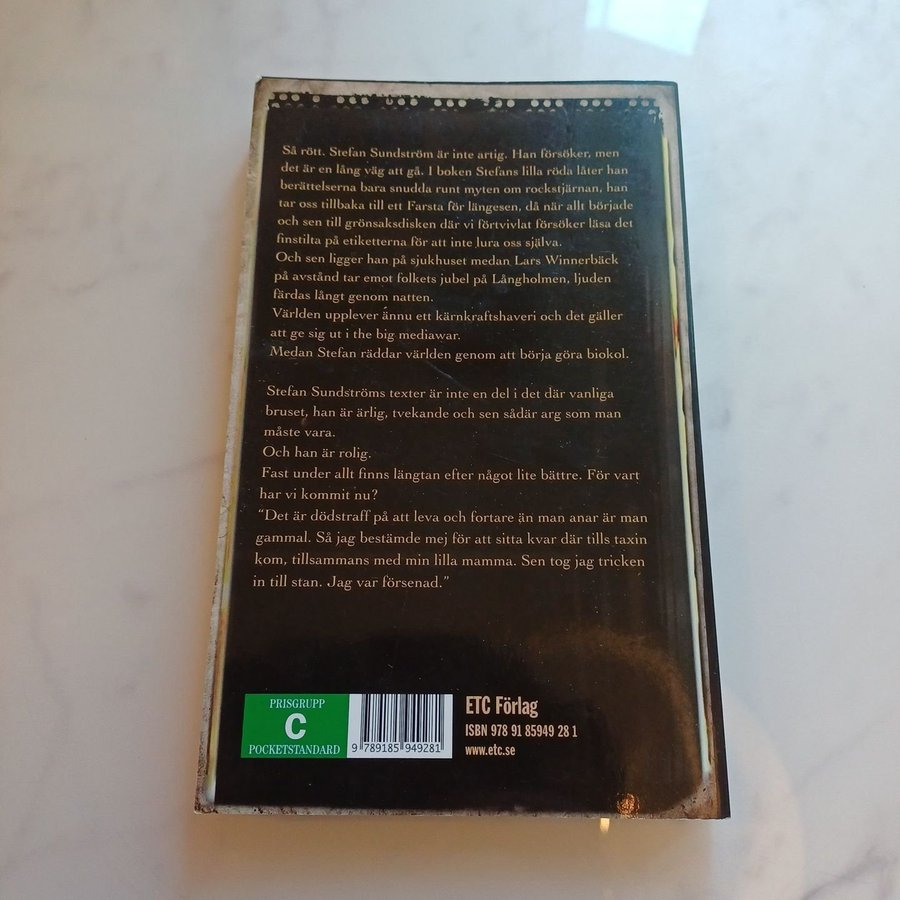 Så rött. Stefan Sundström är inte artig. Han försöker, men
det är en lång väg att gå. I boken Stefans lilla röda låter han
berättelserna bara snudda runt myten om rockstjärnan, han
tar oss tillbaka till ett Farsta för längesen, då när allt började
och sen till grönsaksdisken där vi förtvivlat försöker läsa det
finstilta på etiketterna för att inte lura oss själva.
Och sen ligger han på sjukhuset medan Lars Winnerbäck
på avstånd tar emot folkets jubel på Långholmen, ljuden
färdas långt genom natten.
Världen upplever ännu ett kärnkraftshaveri och det gäller
att ge sig ut i the big mediawar.
Medan Stefan räddar världen genom att börja göra biokol.
Stefan Sundströms texter är inte en del i det där vanliga
bruset, han är ärlig, tvekande och sen sådär arg som man
måste vara.
Och han är rolig.
Fast under allt finns längtan efter något lite bättre. För vart
har vi kommit nu?
“Det är dödstraff på att leva och fortare än man anar är man
gammal. Så jag bestämde mej för att sitta kvar där tills taxin
kom, tillsammans med min lilla mamma. Sen tog jag tricken
in till stan. Jag var försenad.”
PRISGRUPP
C
POCKETSTANDARD
9 789185 949281
ETC Förlag
ISBN 978 91 85949 28 1
www.etc.se